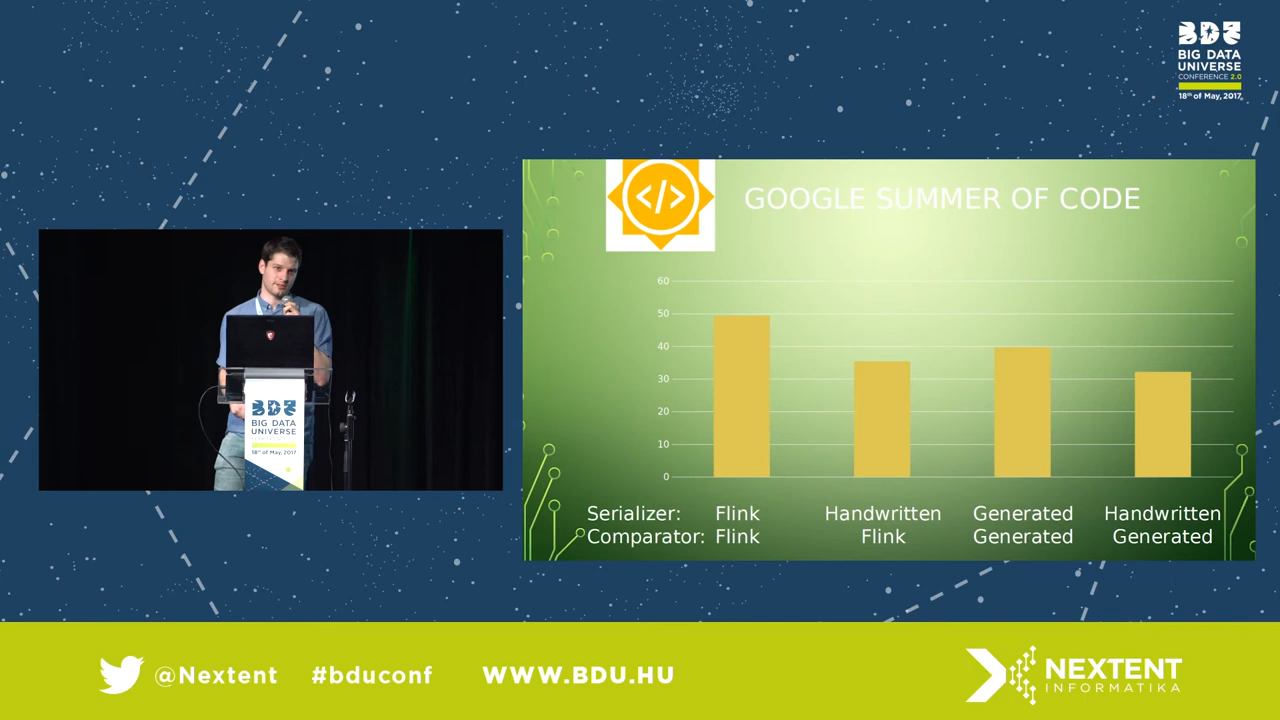 BDU
BIG DATA
UNIVERSE
CONFERENCE 2.0
18th of May, 2017
GOOGLE SUMMER OF CODE
</>
60
50
40
30
20
10
0
Serializer: Flink Handwritten Generated Handwritten
Comparator: Flink Flink Generated Generated
BDU
BIG DATA
UNIVERSE
18th of May, 2017
@Nextent #bduconf WWW.BDU.HU
NEXTENT
INFORMATIKA